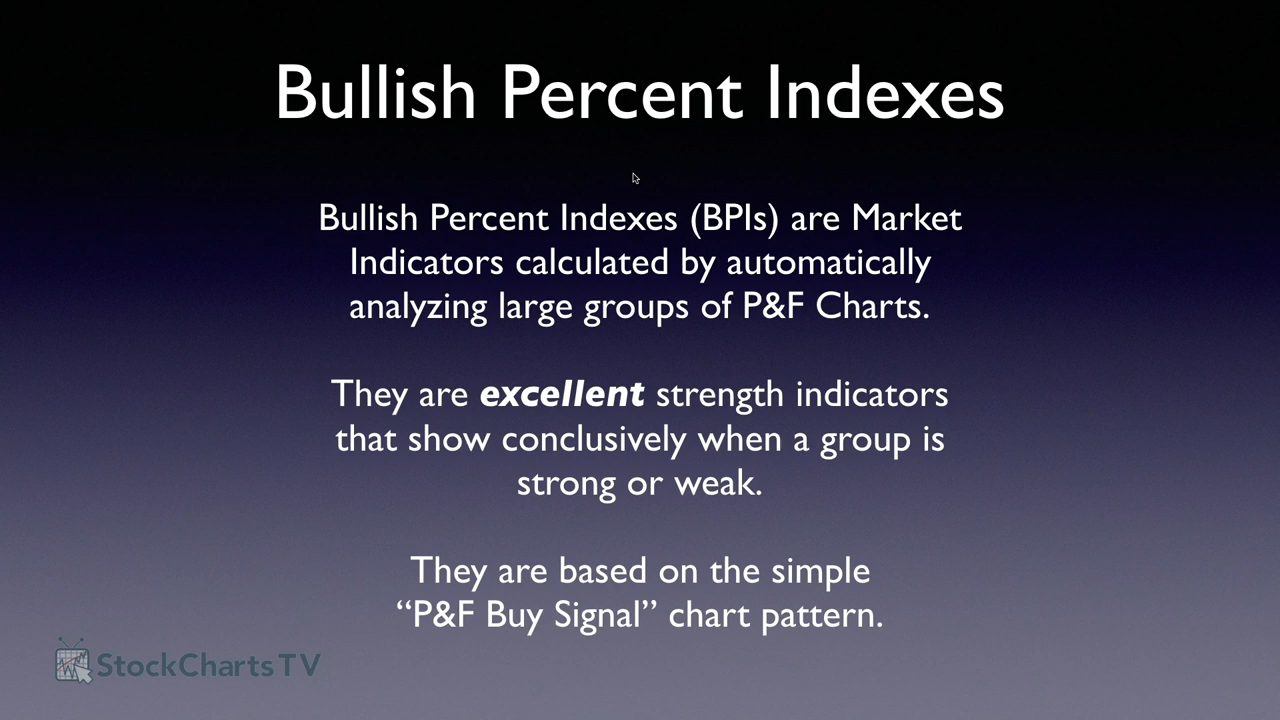 Bullish Percent Indexes
Bullish Percent Indexes (BPIs) are Market
Indicators calculated by automatically
analyzing large groups of P&F Charts.
They are excellent strength indicators
that show conclusively when a group is
strong or weak.
They are based on the simple
“P&F Buy Signal” chart pattern.
StockChartsTV